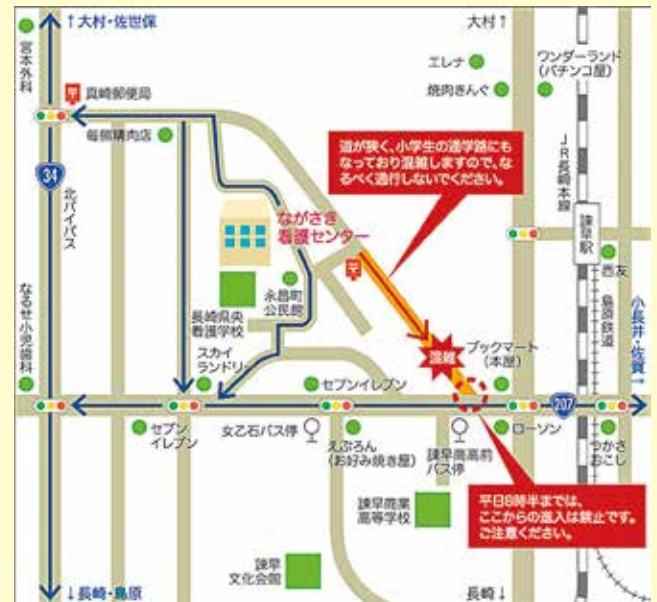 ↑大村・佐世保
大村↑
宮本外科
真崎郵便局
エレナ
焼肉きんぐ
ワンダーランド
(パチンコ屋)
34
北バイパス
道が狭く、小学生の通学路にも
なっており混雑しますので、なる
べく通行しないでください。
ながさき
看護センター
JR長崎本線
諫早駅
西友
島原鉄道
小長井・佐賀→
永昌町
公民館
長崎県央
看護学校
なるせ小児歯科
スカイ
ランドリー
セブンイレブン
混雑
ブックマート
(本屋)
207
セブン
イレブン
女乙石バス停
えぷろん
(お好み焼き屋)
諫早商高前
バス停
ローソン
つかさ
おこし
諫早商業
高等学校
平日8時半までは、
ここからの進入は禁止です。
ご注意ください。
諫早
文化会館
↓長崎・島原
長崎↓